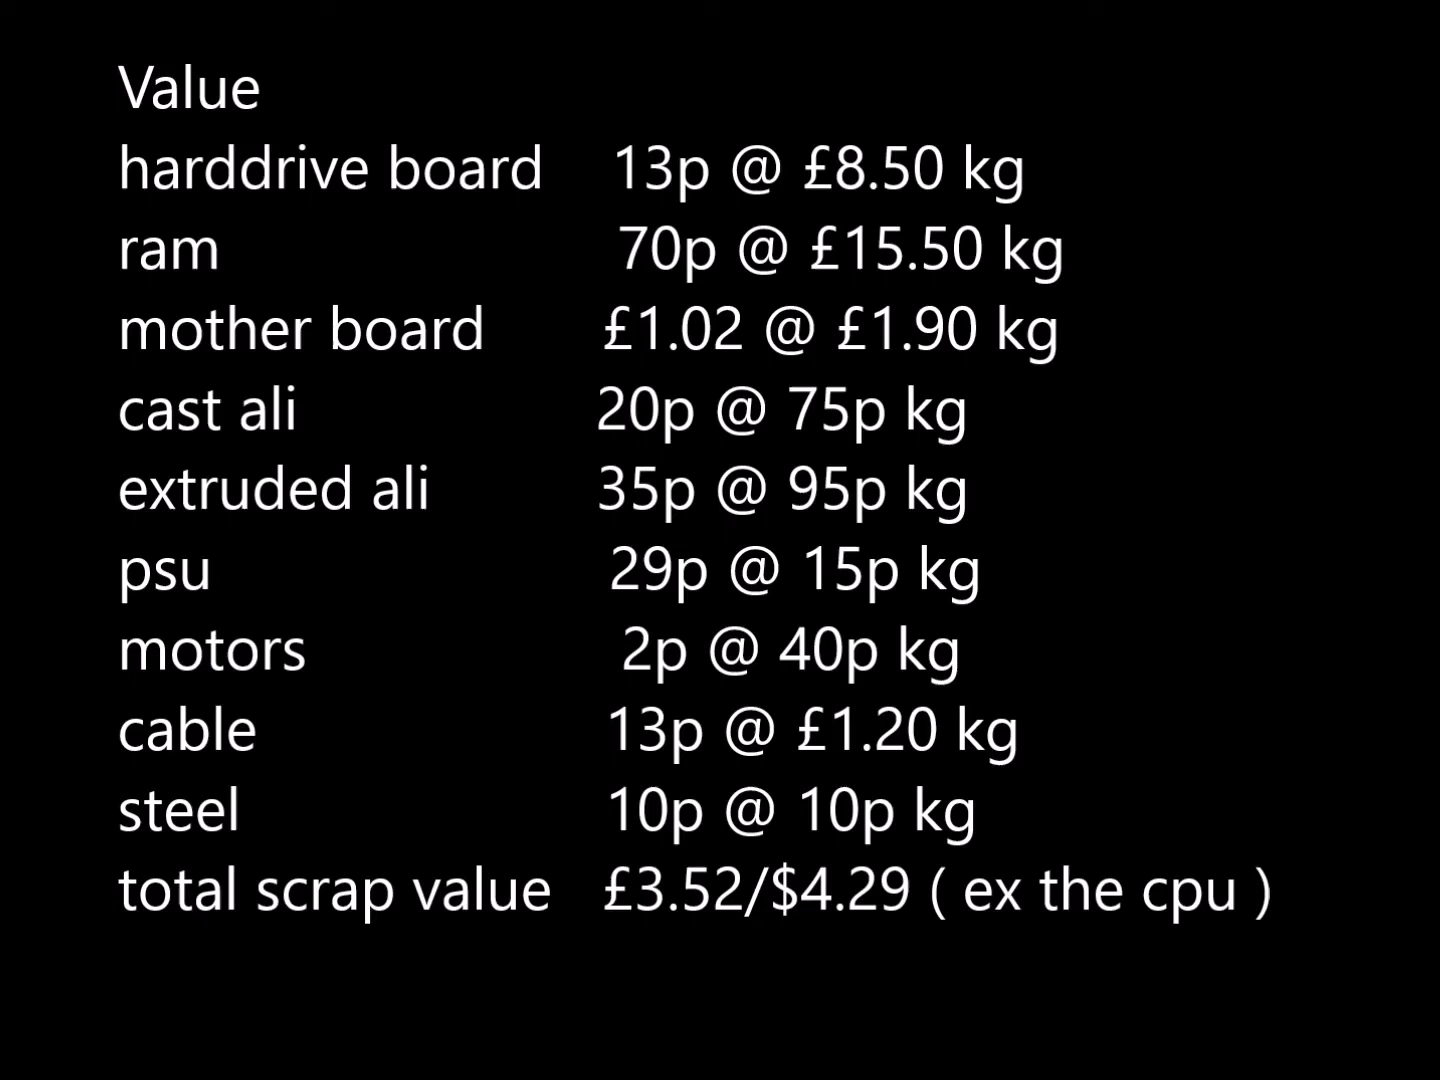 Value
harddrive board 13p @ £8.50 kg
ram 70p @ £15.50 kg
mother board £1.02 @ £1.90 kg
cast ali 20p @ 75p kg
extruded ali 35p @ 95p kg
psu 29p @ 15p kg
motors 2p @ 40p kg
cable 13p @ £1.20 kg
steel 10p @ 10p kg
total scrap value £3.52/$4.29 ( ex the cpu )